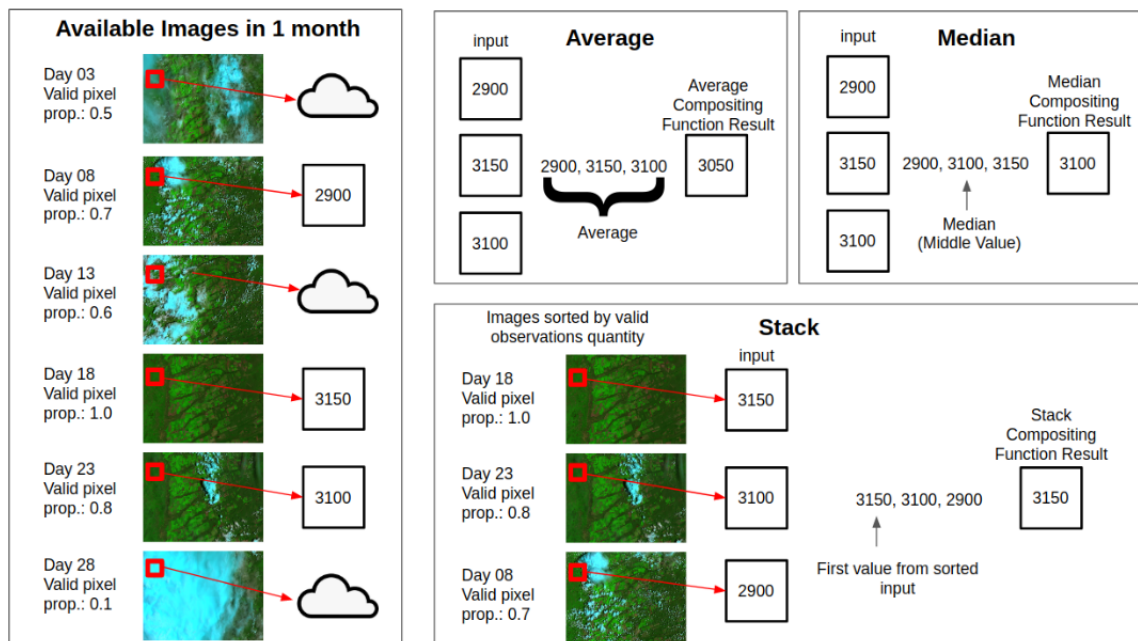 Available Images in 1 month
Day 03
Valid pixel
prop.: 0.5
Day 08
Valid pixel
prop.: 0.7
2900
Day 13
Valid pixel
prop.: 0.6
Day 18
Valid pixel
prop.: 1.0
3150
Day 23
Valid pixel
prop.: 0.8
3100
Day 28
Valid pixel
prop.: 0.1
Average
input
2900
3150
3100
2900, 3150, 3100
Average
Average
Compositing
Function Result
3050
Median
input
2900
3150
3100
2900, 3100, 3150
Median
(Middle Value)
Median
Compositing
Function Result
3100
Stack
Images sorted by valid
observations quantity
input
Day 18
Valid pixel
prop.: 1.0
3150
Day 23
Valid pixel
prop.: 0.8
3100
Day 08
Valid pixel
prop.: 0.7
2900
3150, 3100, 2900
First value from sorted
input
Stack
Compositing
Function Result
3150